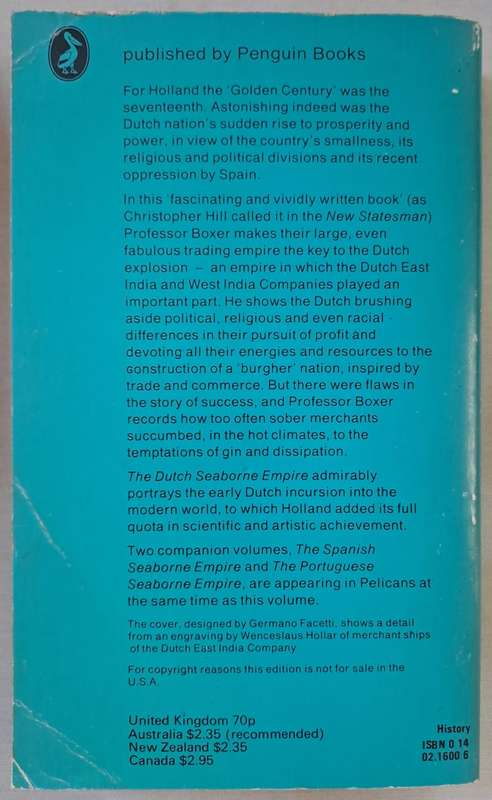 published by Penguin Books
For Holland the ‘Golden Century’ was the
seventeenth. Astonishing indeed was the
Dutch nation’s sudden rise to prosperity and
power, in view of the country’s smallness, its
religious and political divisions and its recent
oppression by Spain.
In this ‘fascinating and vividly written book’ (as
Christopher Hill called it in the New Statesman)
Professor Boxer makes their large, even
fabulous trading empire the key to the Dutch
explosion – an empire in which the Dutch East
India and West India Companies played an
important part. He shows the Dutch brushing
aside political, religious and even racial
differences in their pursuit of profit and
devoting all their energies and resources to the
construction of a ‘burgher’ nation, inspired by
trade and commerce. But there were flaws in
the story of success, and Professor Boxer
records how too often sober merchants
succumbed, in the hot climates, to the
temptations of gin and dissipation.
The Dutch Seaborne Empire admirably
portrays the early Dutch incursion into the
modern world, to which Holland added its full
quota in scientific and artistic achievement.
Two companion volumes, The Spanish
Seaborne Empire and The Portuguese
Seaborne Empire, are appearing in Pelicans at
the same time as this volume.
The cover, designed by Germano Facetti, shows a detail
from an engraving by Wenceslaus Hollar of merchant ships
of the Dutch East India Company
For copyright reasons this edition is not for sale in the
U.S.A.
United Kingdom 70p
Australia $2.35 (recommended)
New Zealand $2.35
Canada $2.95
History
ISBN 0 14
02.1600 6